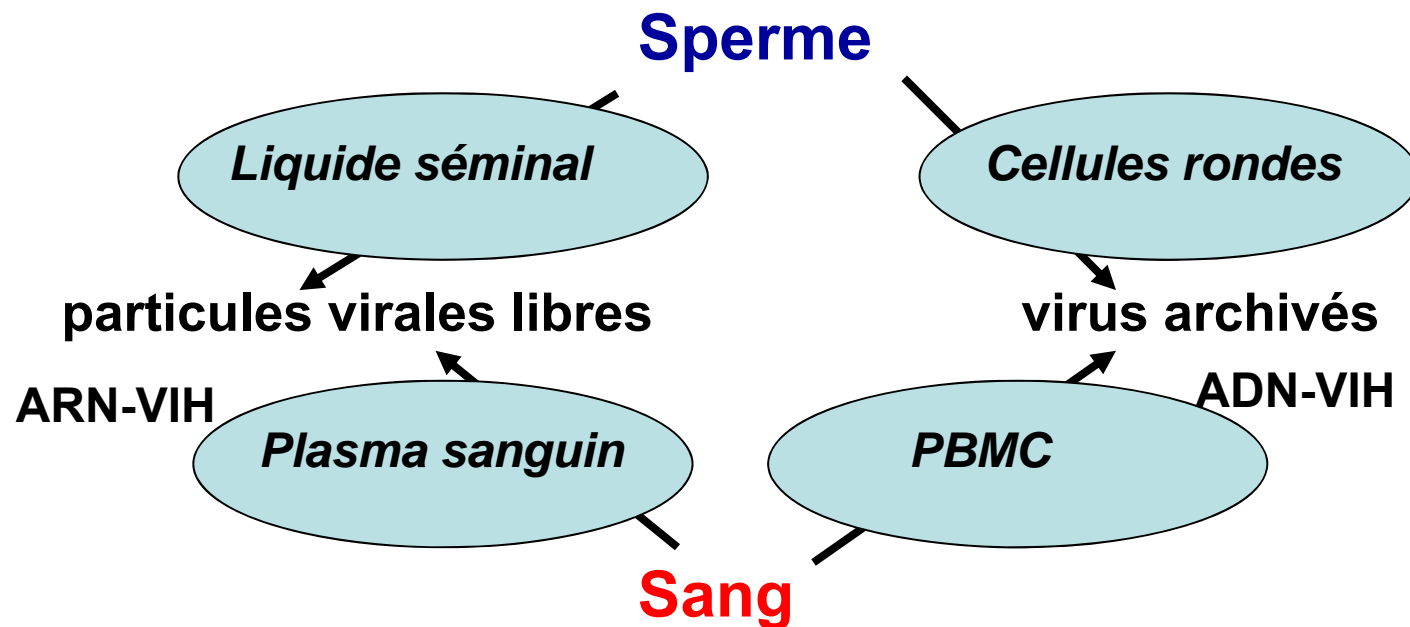 Sperme
Liquide séminal
Cellules rondes
particules virales libres
virus archivés
ARN-VIH
ADN-VIH
Plasma sanguin
PBMC
Sang